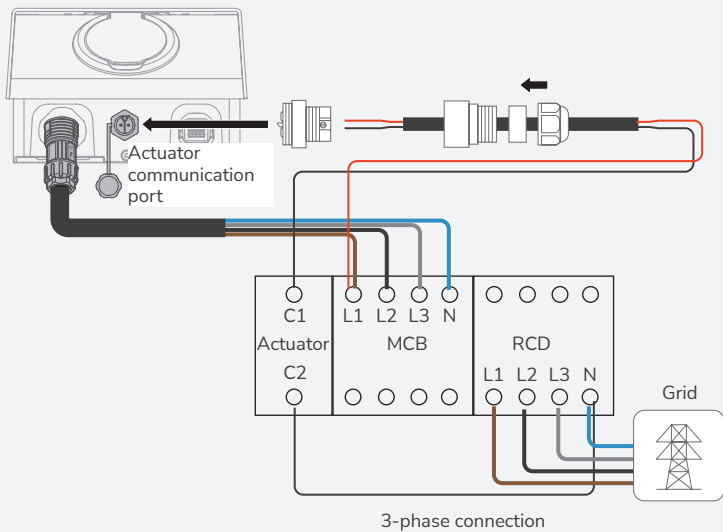 Actuator
communication
port
C1 L1 L2 L3 N
Actuator MCB RCD
C2 L1 L2 L3 N
Grid
3-phase connection